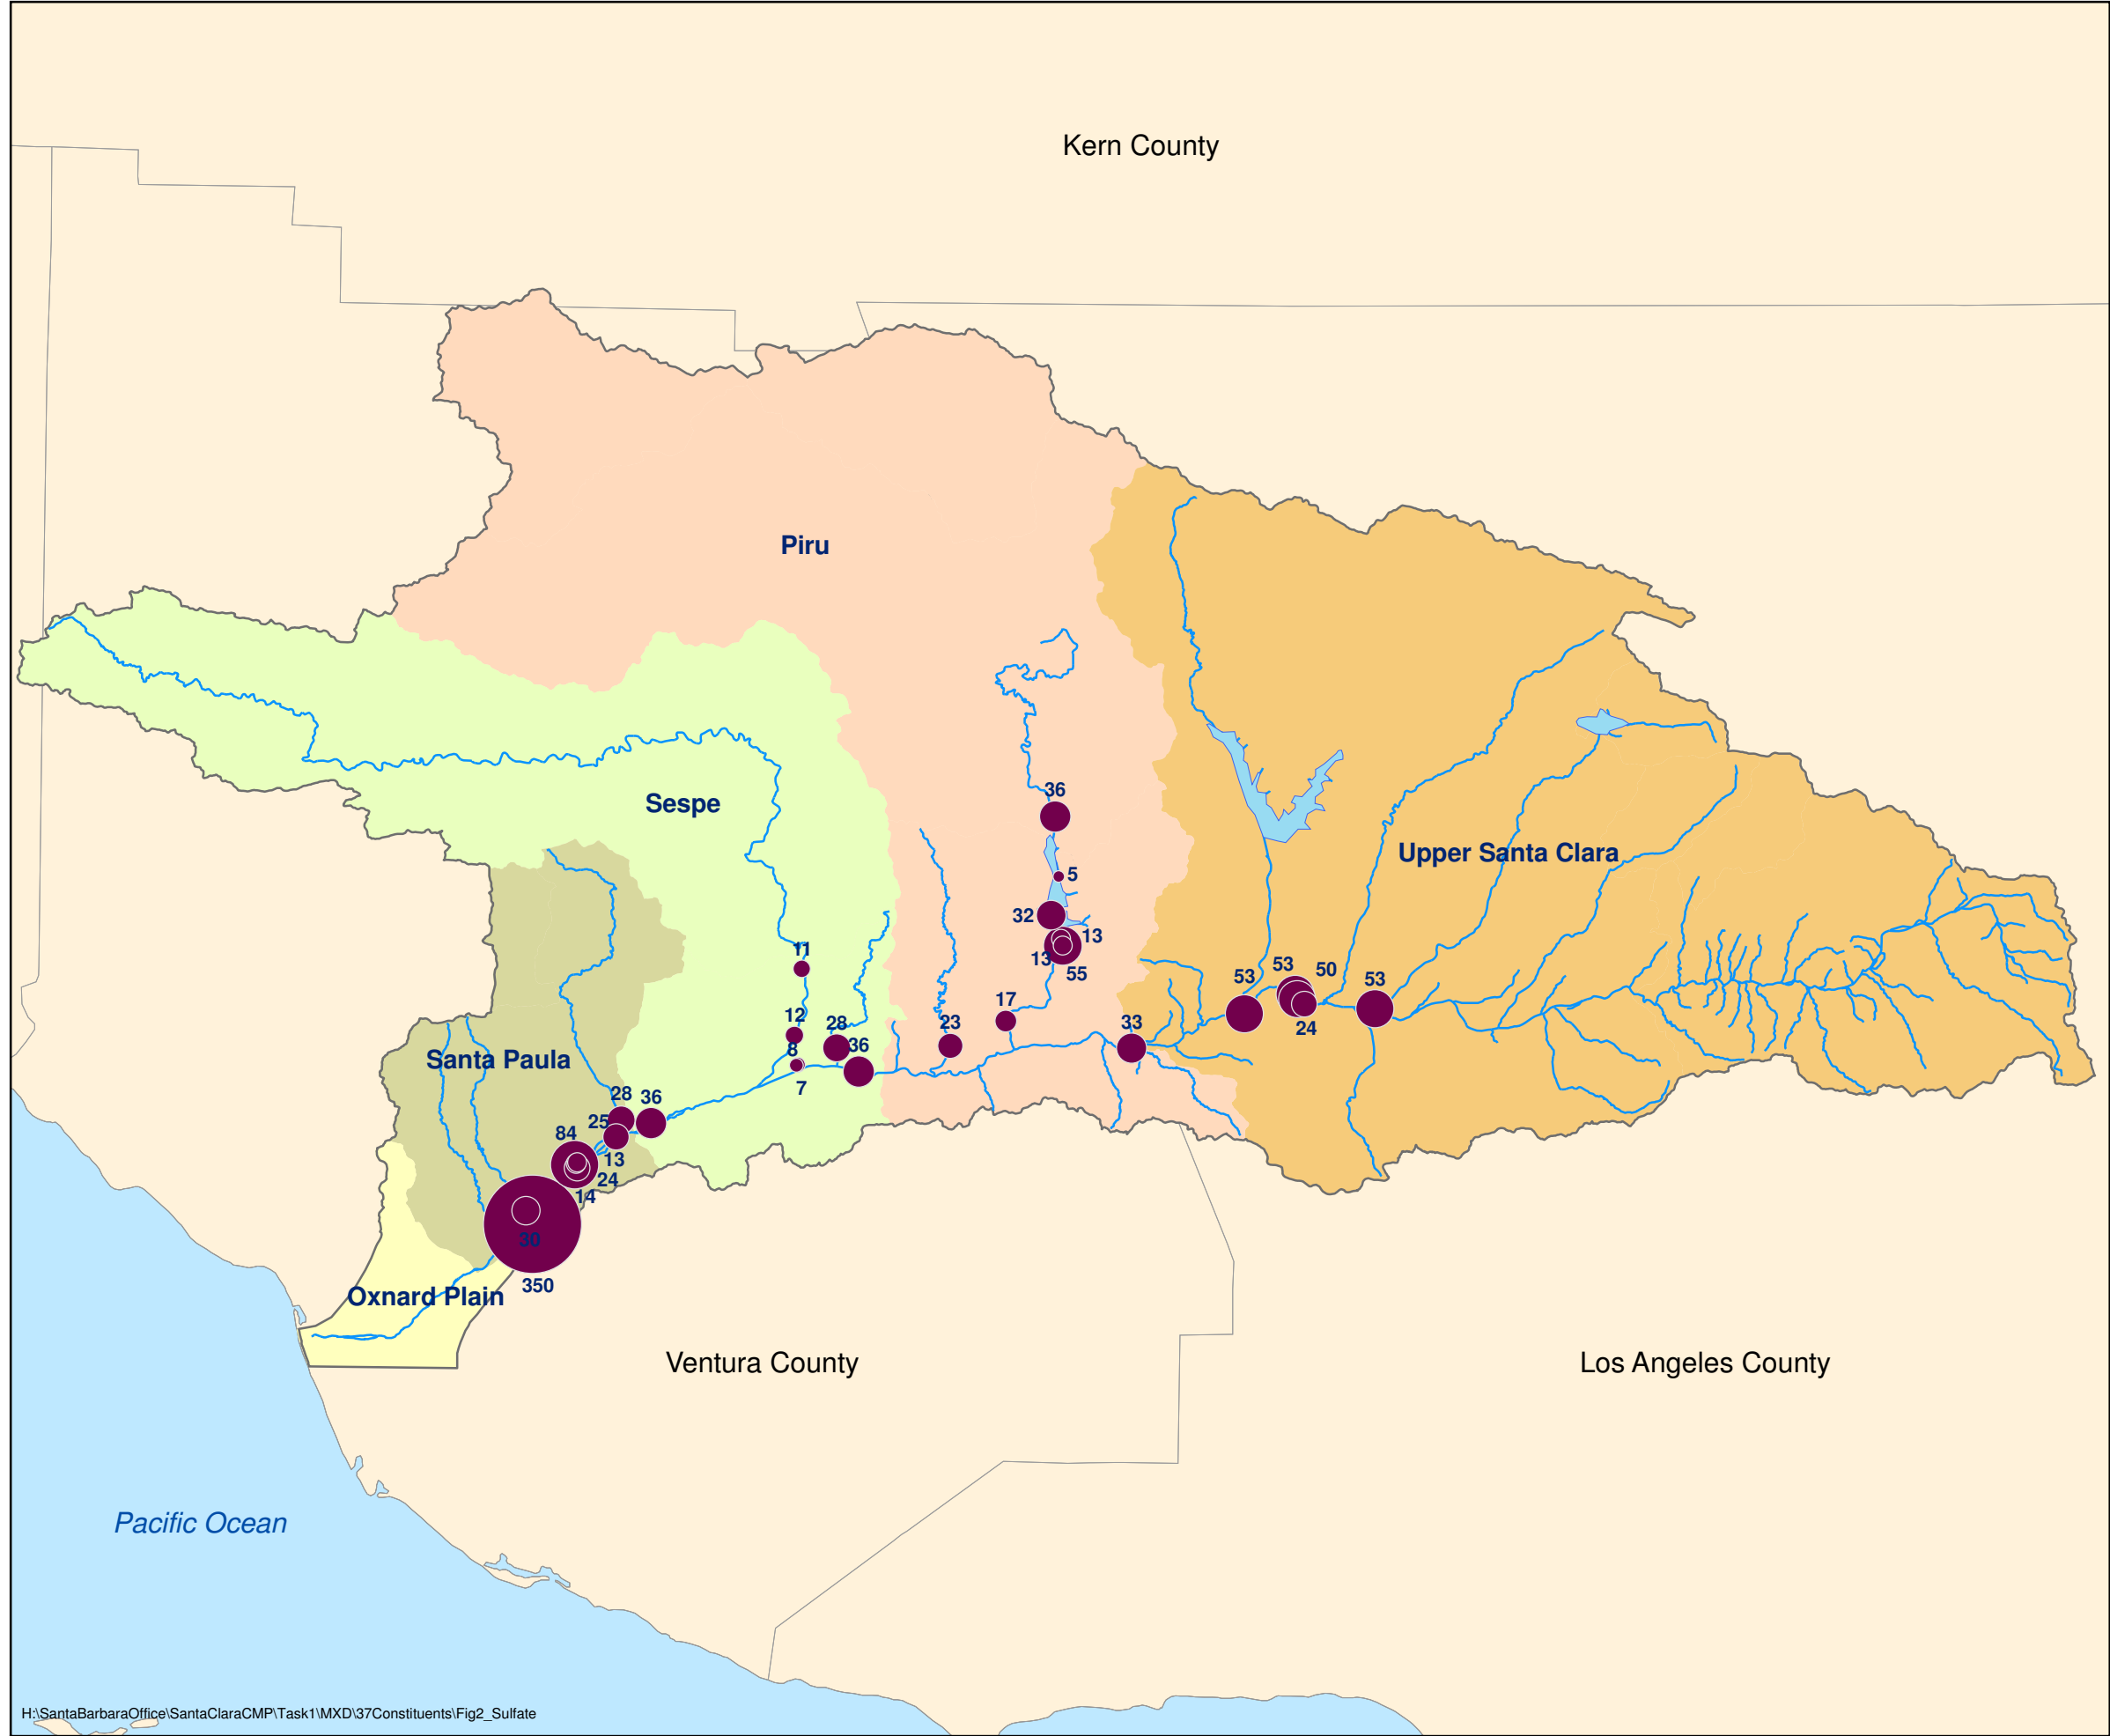 Kern County
Piru
36
Sespe
Upper Santa Clara
5
32
13
11
13
55
53
53
50
53
17
24
12
28
23
33
36
8
Santa Paula
7
28
36
25
84
13
24
14
30
350
Oxnard Plain
Ventura County
Los Angeles County
Pacific Ocean
H:\SantaBarbaraOffice\SantaClaraCMP\Task1\MXD\37Constituents\Fig2_Sulfate